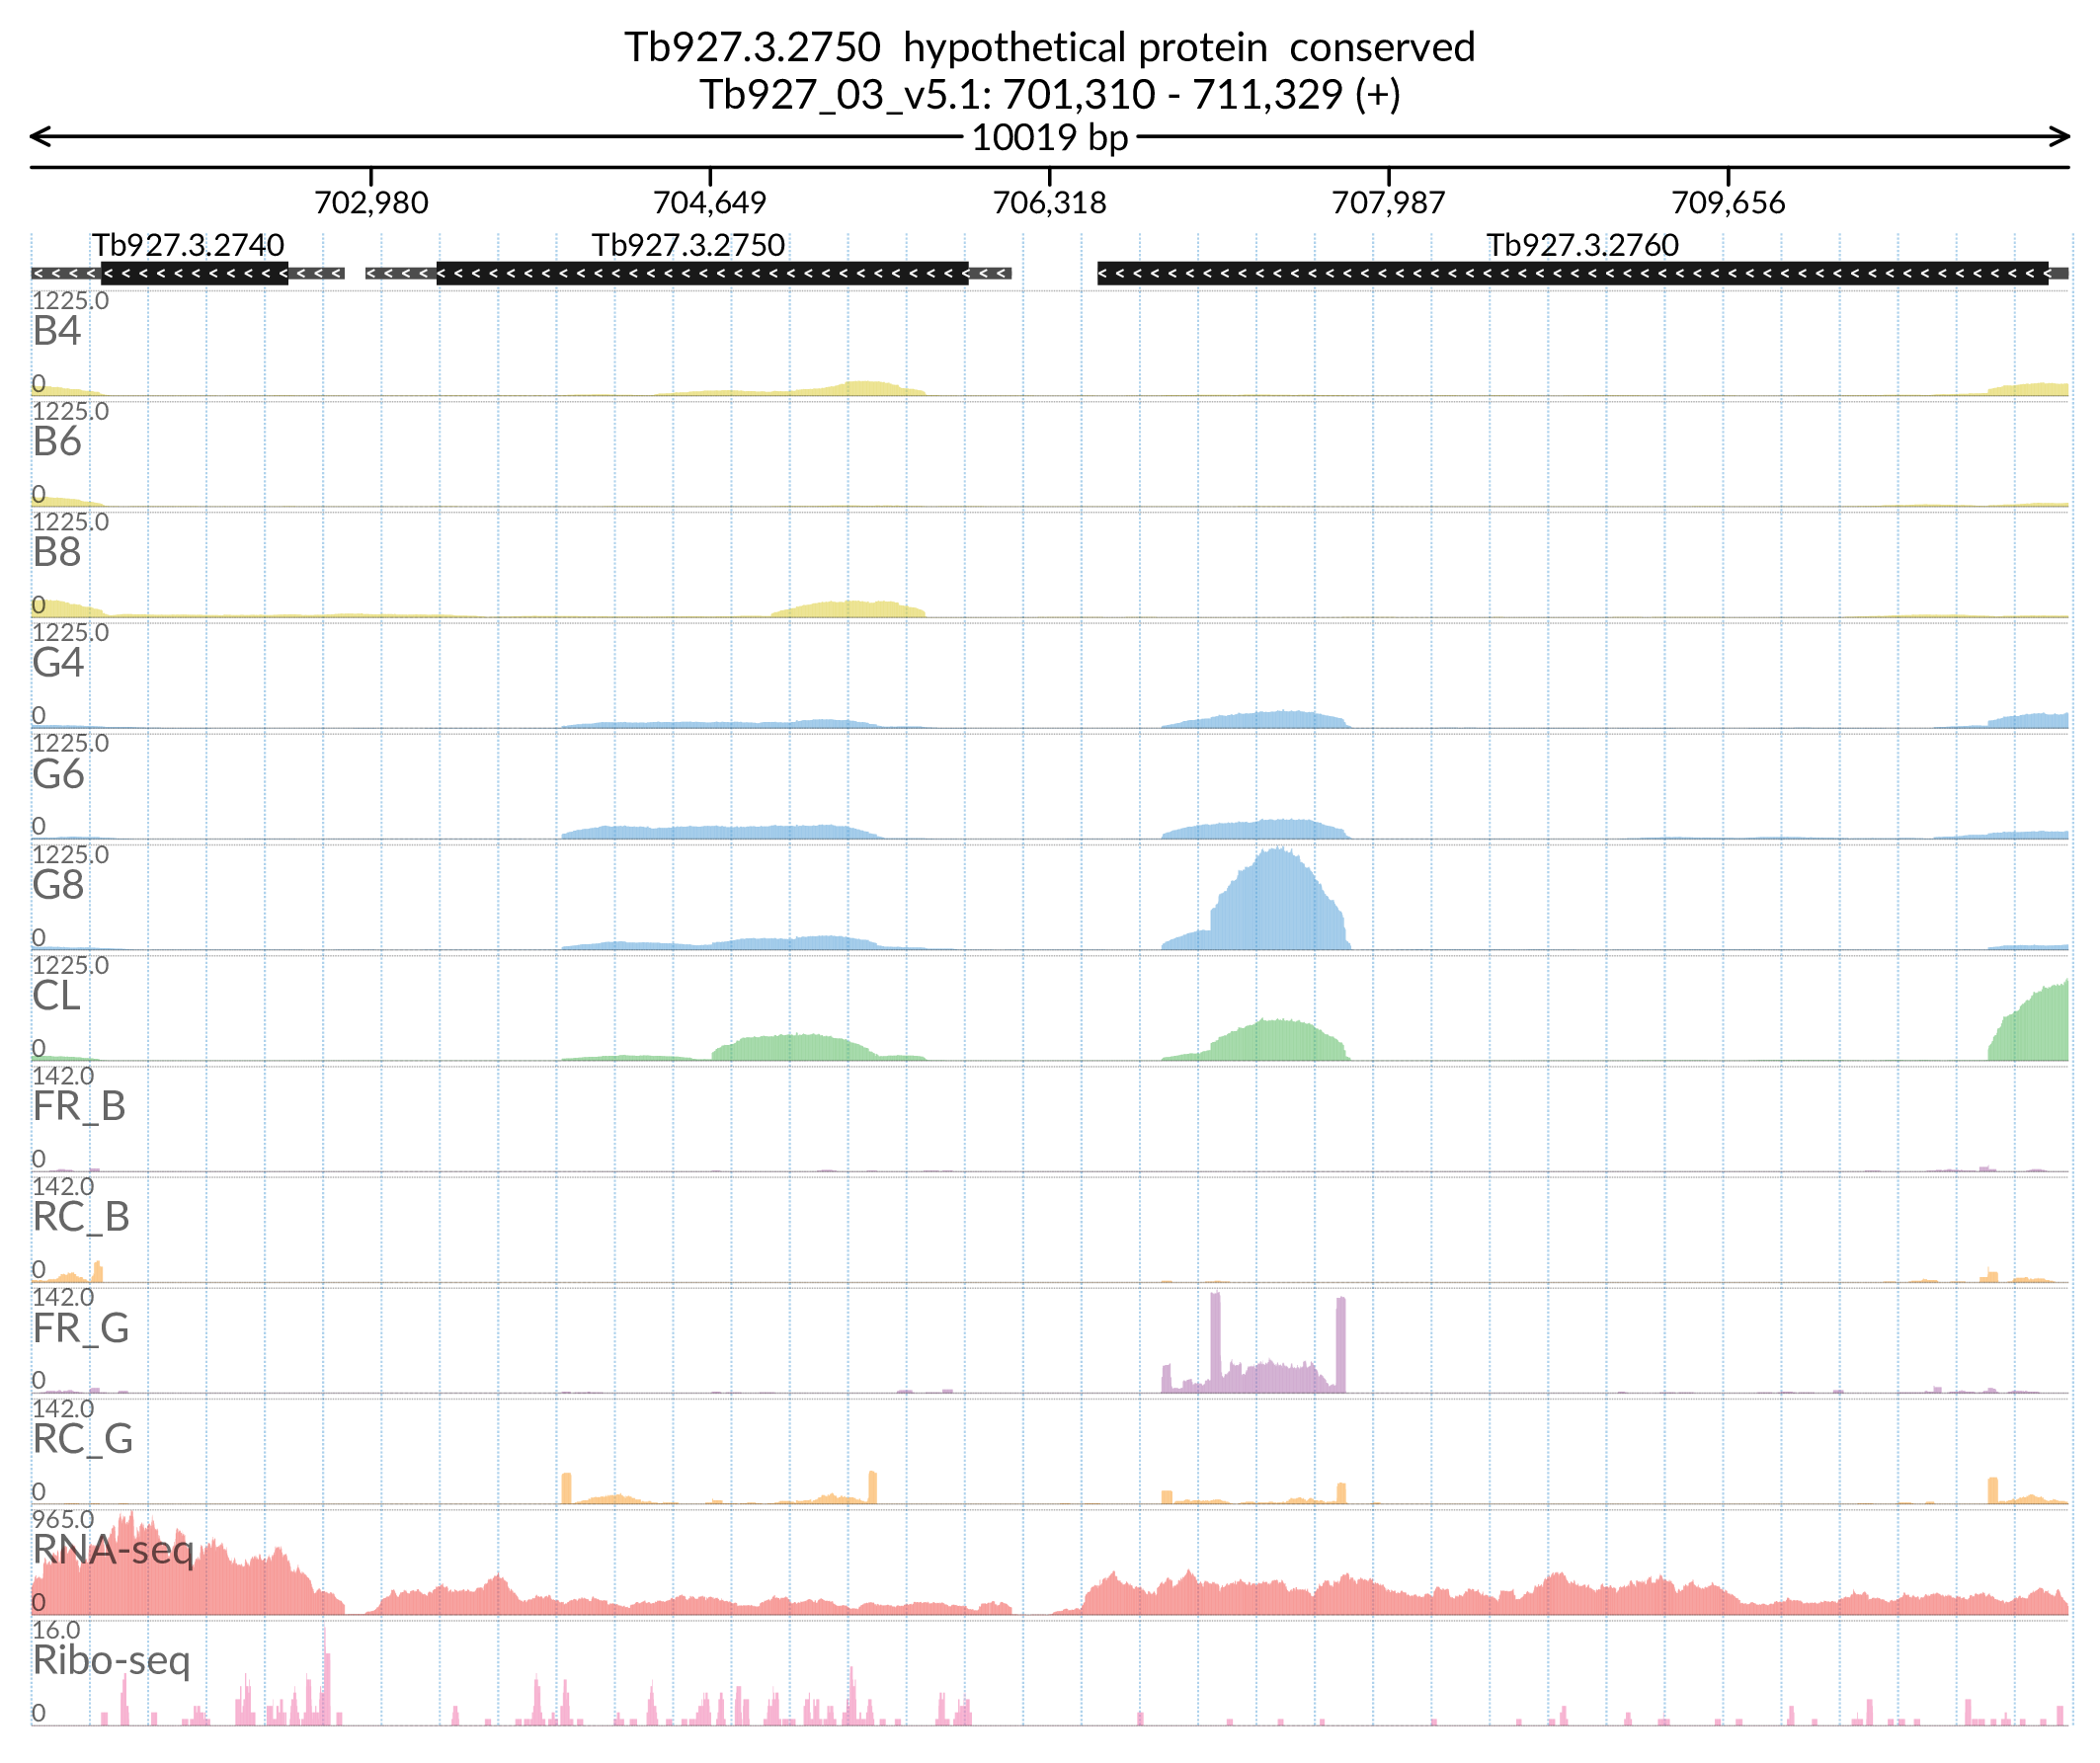 Tb927.3.2750 hypothetical protein conserved
Tb927_03_v5.1: 701,310 - 711,329 (+)
10019 bp
702,980 704,649 706,318 707,987 709,656
Tb927.3.2740 Tb927.3.2750 Tb927.3.2760
1225.0
B4
0
1225.0
B6
0
1225.0
B8
0
1225.0
G4
0
1225.0
G6
0
1225.0
G8
0
1225.0
CL
0
142.0
FR_B
0
142.0
RC_B
0
142.0
FR_G
0
142.0
RC_G
0
965.0
RNA-seq
0
16.0
Ribo-seq
0